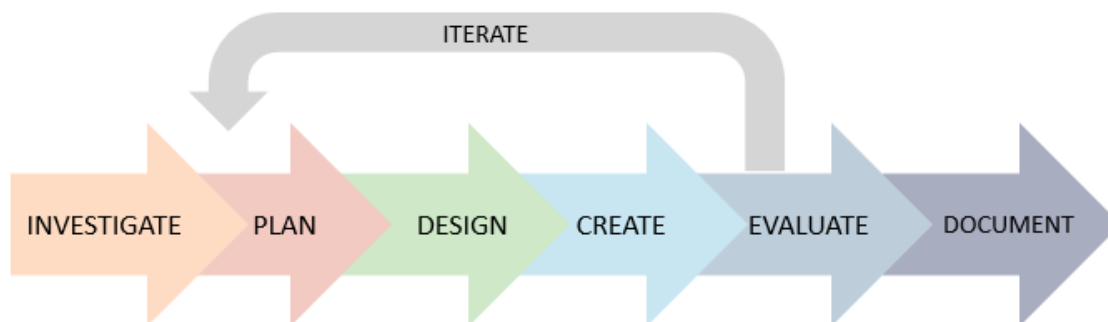 ITERATE
INVESTIGATE PLAN DESIGN CREATE EVALUATE DOCUMENT